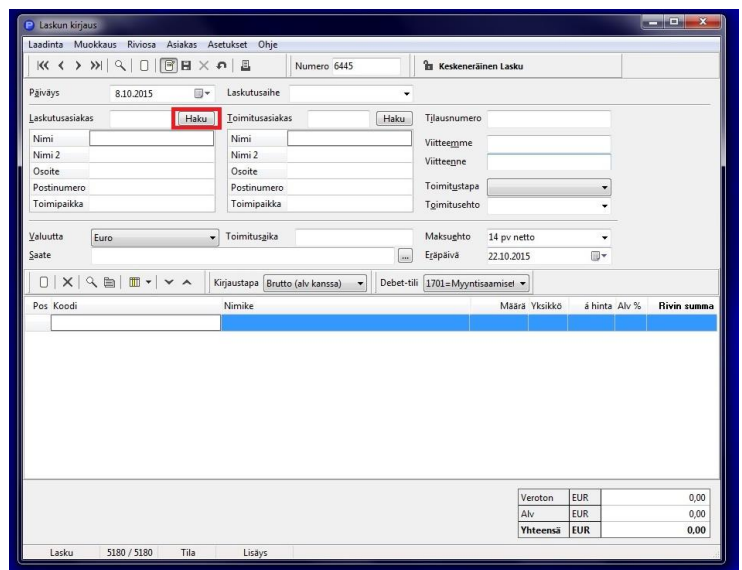 Laskun kirjaus
Laadinta Muokkaus Riviosa Asiakas Asetukset Ohje
Numero 6445 Keskeneräinen Lasku
Päiväys 8.10.2015 Laskutusaihe
Laskutusasiakas Haku Toimitusasiakas Haku Tilausnumero
Nimi Nimi Viitteemme
Nimi 2 Nimi 2 Viitteenne
Osoite Osoite
Postinumero Postinumero Toimitustapa
Toimipaikka Toimipaikka Toimitusehto
Valuutta Euro Toimitusaika Maksuehto 14 pv netto
Saate ... Eräpäivä 22.10.2015
Kirjaustapa Brutto (alv kanssa) Debet-tili 1701=Myyntisaamiset
Pos Koodi Nimike Määrä Yksikkö á hinta Alv % Rivin summa
Veroton EUR 0,00
Alv EUR 0,00
Yhteensä EUR 0,00
Lasku 5180 / 5180 Tila Lisäys